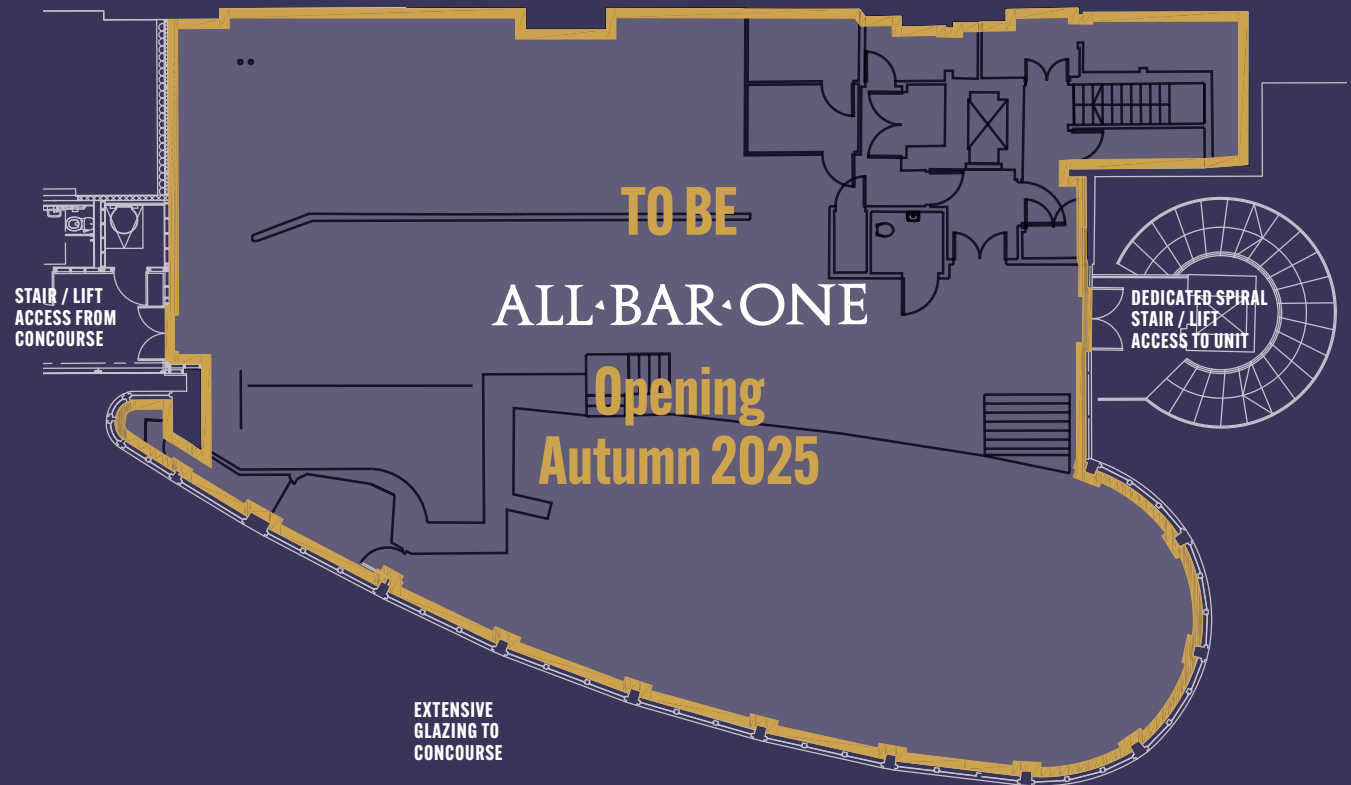 TO BE
ALL·BAR·ONE
Opening
Autumn 2025
STAIR / LIFT
ACCESS FROM
CONCOURSE
DEDICATED SPIRAL
STAIR / LIFT
ACCESS TO UNIT
EXTENSIVE
GLAZING TO
CONCOURSE